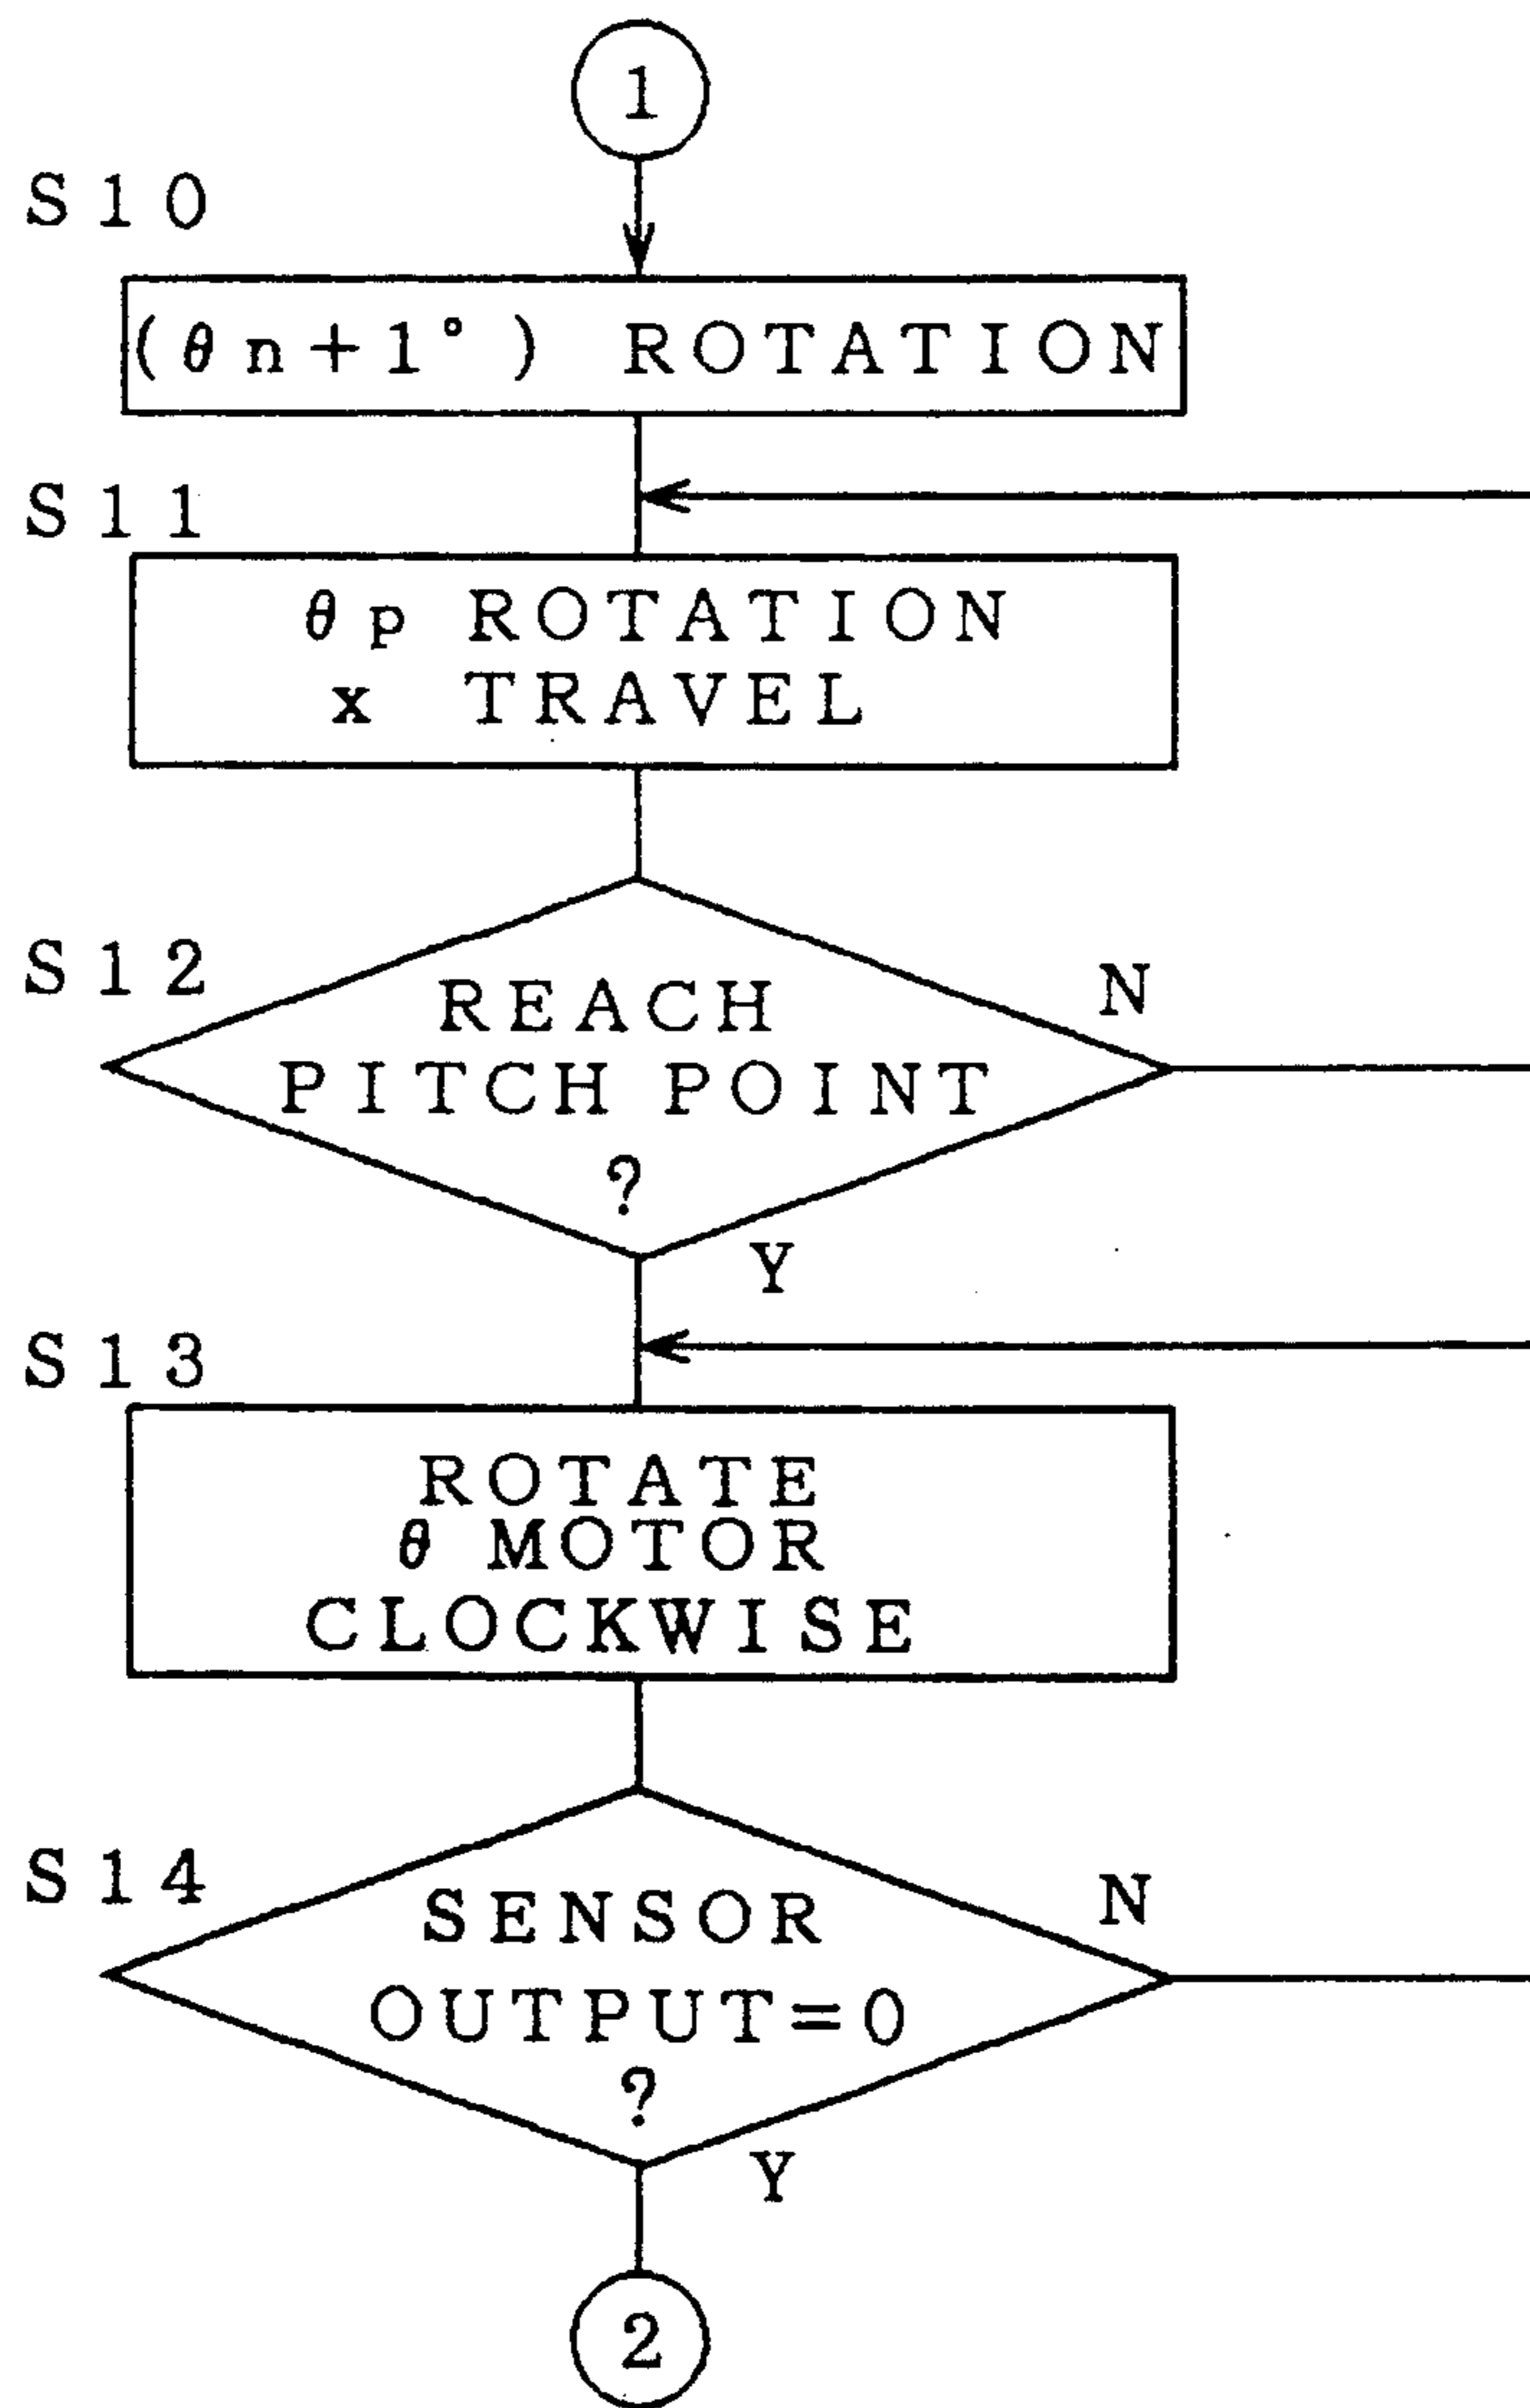 1
S10
(θn+1°) ROTATION
S11
θp ROTATION
x TRAVEL
S12
REACH
PITCH POINT
?
N
Y
S13
ROTATE
θ MOTOR
CLOCKWISE
S14
SENSOR
OUTPUT=0
?
N
Y
2